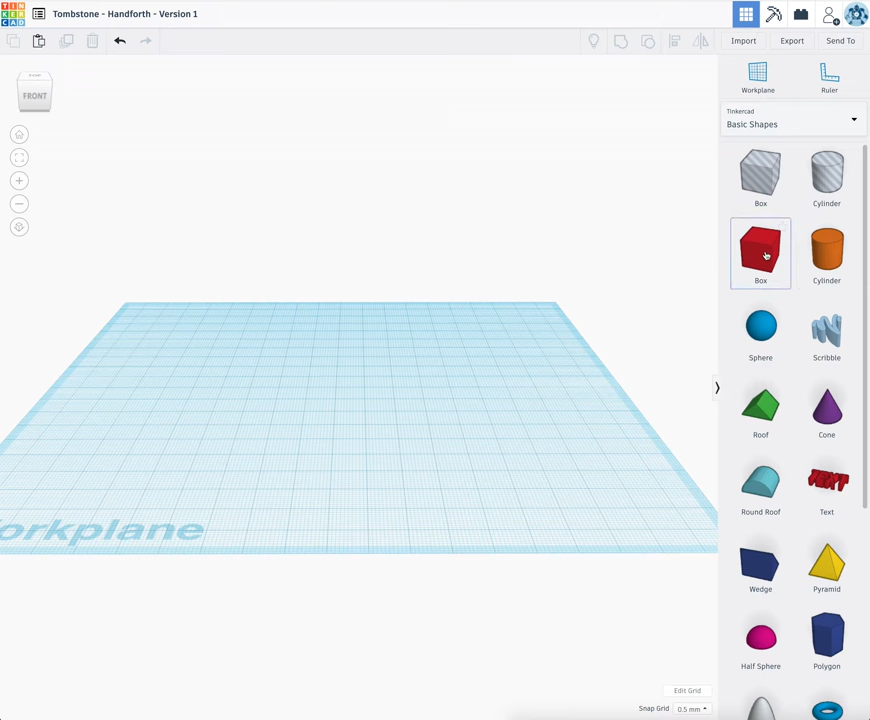 TIN
KER
CAD
Tombstone - Handforth - Version 1
Import
Export
Send To
FRONT
Workplane
Ruler
Tinkercad
Basic Shapes
Box
Cylinder
Box
Cylinder
Sphere
Scribble
Roof
Cone
Round Roof
TEXT
Text
Wedge
Pyramid
Half Sphere
Polygon
orkplane
Edit Grid
Snap Grid
0.5 mm